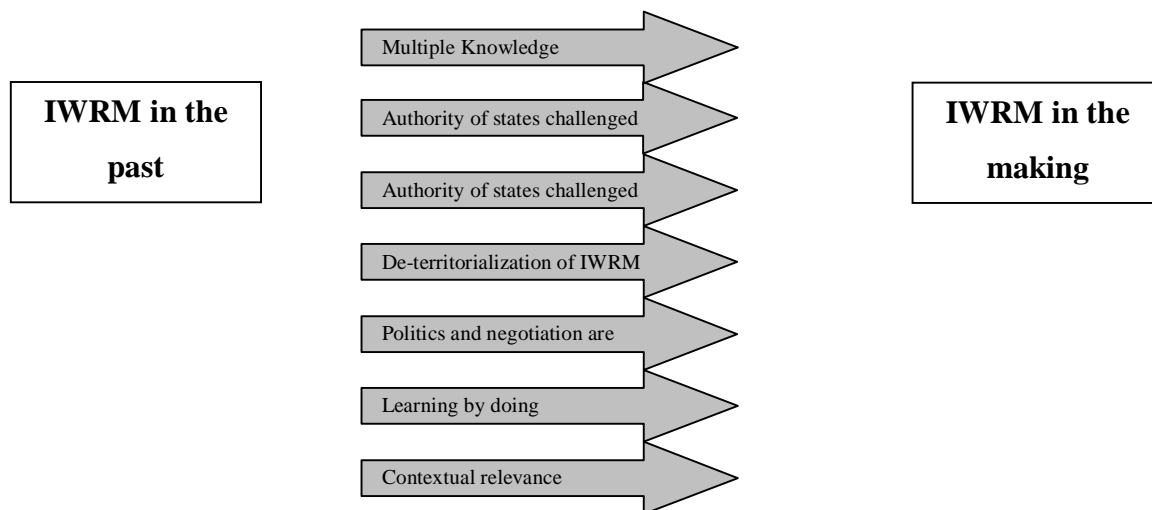 IWRM in the
past
Multiple Knowledge
Authority of states challenged
Authority of states challenged
De-territorialization of IWRM
Politics and negotiation are
Learning by doing
Contextual relevance
IWRM in the
making